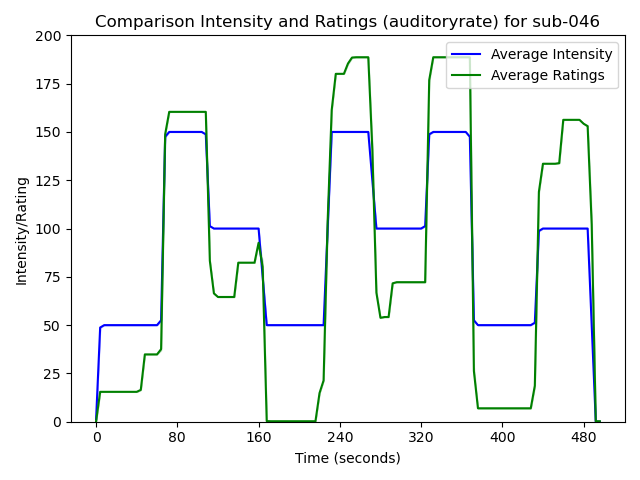 Comparison Intensity and Ratings (auditoryrate) for sub-046
Average Intensity
Average Ratings
Intensity/Rating
200
175
150
125
100
75
50
25
0
0 80 160 240 320 400 480
Time (seconds)